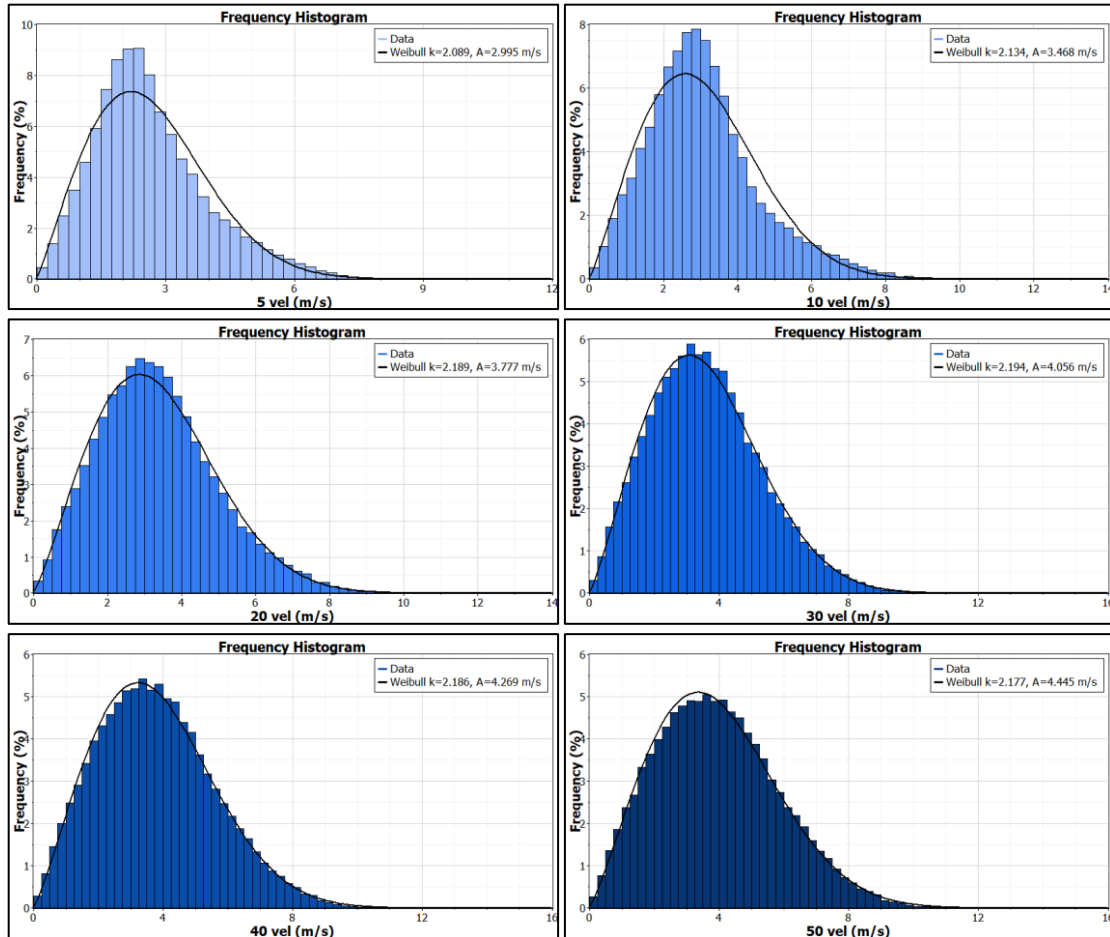 Frequency Histogram
Frequency (%)
10
8
6
4
2
0
Data
Weibull k=2.089, A=2.995 m/s
0 3 6 9 12
5 vel (m/s)
Frequency Histogram
Frequency (%)
8
6
4
2
0
Data
Weibull k=2.134, A=3.468 m/s
0 2 4 6 8 10 12 14
10 vel (m/s)
Frequency Histogram
Frequency (%)
7
6
5
4
3
2
1
0
Data
Weibull k=2.189, A=3.777 m/s
0 2 4 6 8 10 12 14
20 vel (m/s)
Frequency Histogram
Frequency (%)
6
5
4
3
2
1
0
Data
Weibull k=2.194, A=4.056 m/s
0 4 8 12 16
30 vel (m/s)
Frequency Histogram
Frequency (%)
6
5
4
3
2
1
0
Data
Weibull k=2.186, A=4.269 m/s
0 4 8 12 16
40 vel (m/s)
Frequency Histogram
Frequency (%)
6
5
4
3
2
1
0
Data
Weibull k=2.177, A=4.445 m/s
0 4 8 12 16
50 vel (m/s)